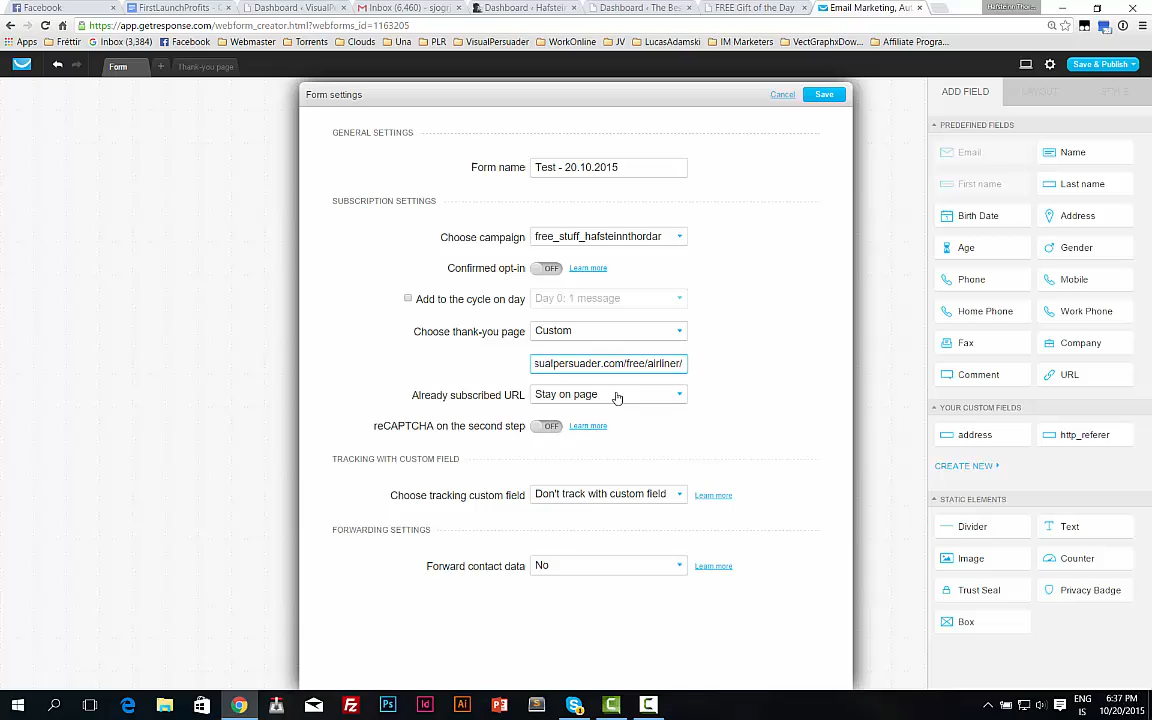 Facebook
FirstLaunchProfits - C
Dashboard ‹ VisualP
Inbox (6,460) - sjogr
Dashboard ‹ Hafstein
Dashboard ‹ The Bes
FREE Gift of the Day
Email Marketing, Aut
HafsteinnThor...
https://app.getresponse.com/webform_creator.html?webforms_id=1163205
Apps
Fréttir
Inbox (3,384)
Facebook
Webmaster
Torrents
Clouds
Una
PLR
VisualPersuader
WorkOnline
JV
LucasAdamski
IM Marketers
VectGraphxDow...
Affiliate Progra...
Form
Thank-you page
Save & Publish
Form settings
Cancel
Save
GENERAL SETTINGS
Form name
Test - 20.10.2015
SUBSCRIPTION SETTINGS
Choose campaign
free_stuff_hafsteinnthordar
Confirmed opt-in
OFF
Learn more
Add to the cycle on day
Day 0: 1 message
Choose thank-you page
Custom
sualpersuader.com/free/airliner/
Already subscribed URL
Stay on page
reCAPTCHA on the second step
OFF
Learn more
TRACKING WITH CUSTOM FIELD
Choose tracking custom field
Don't track with custom field
Learn more
FORWARDING SETTINGS
Forward contact data
No
Learn more
ADD FIELD
LAYOUT
STYLE
PREDEFINED FIELDS
Email
Name
First name
Last name
Birth Date
Address
Age
Gender
Phone
Mobile
Home Phone
Work Phone
Fax
Company
Comment
URL
YOUR CUSTOM FIELDS
address
http_referer
CREATE NEW
STATIC ELEMENTS
Divider
Text
Image
Counter
Trust Seal
Privacy Badge
Box
ENG
IS
6:37 PM
10/20/2015